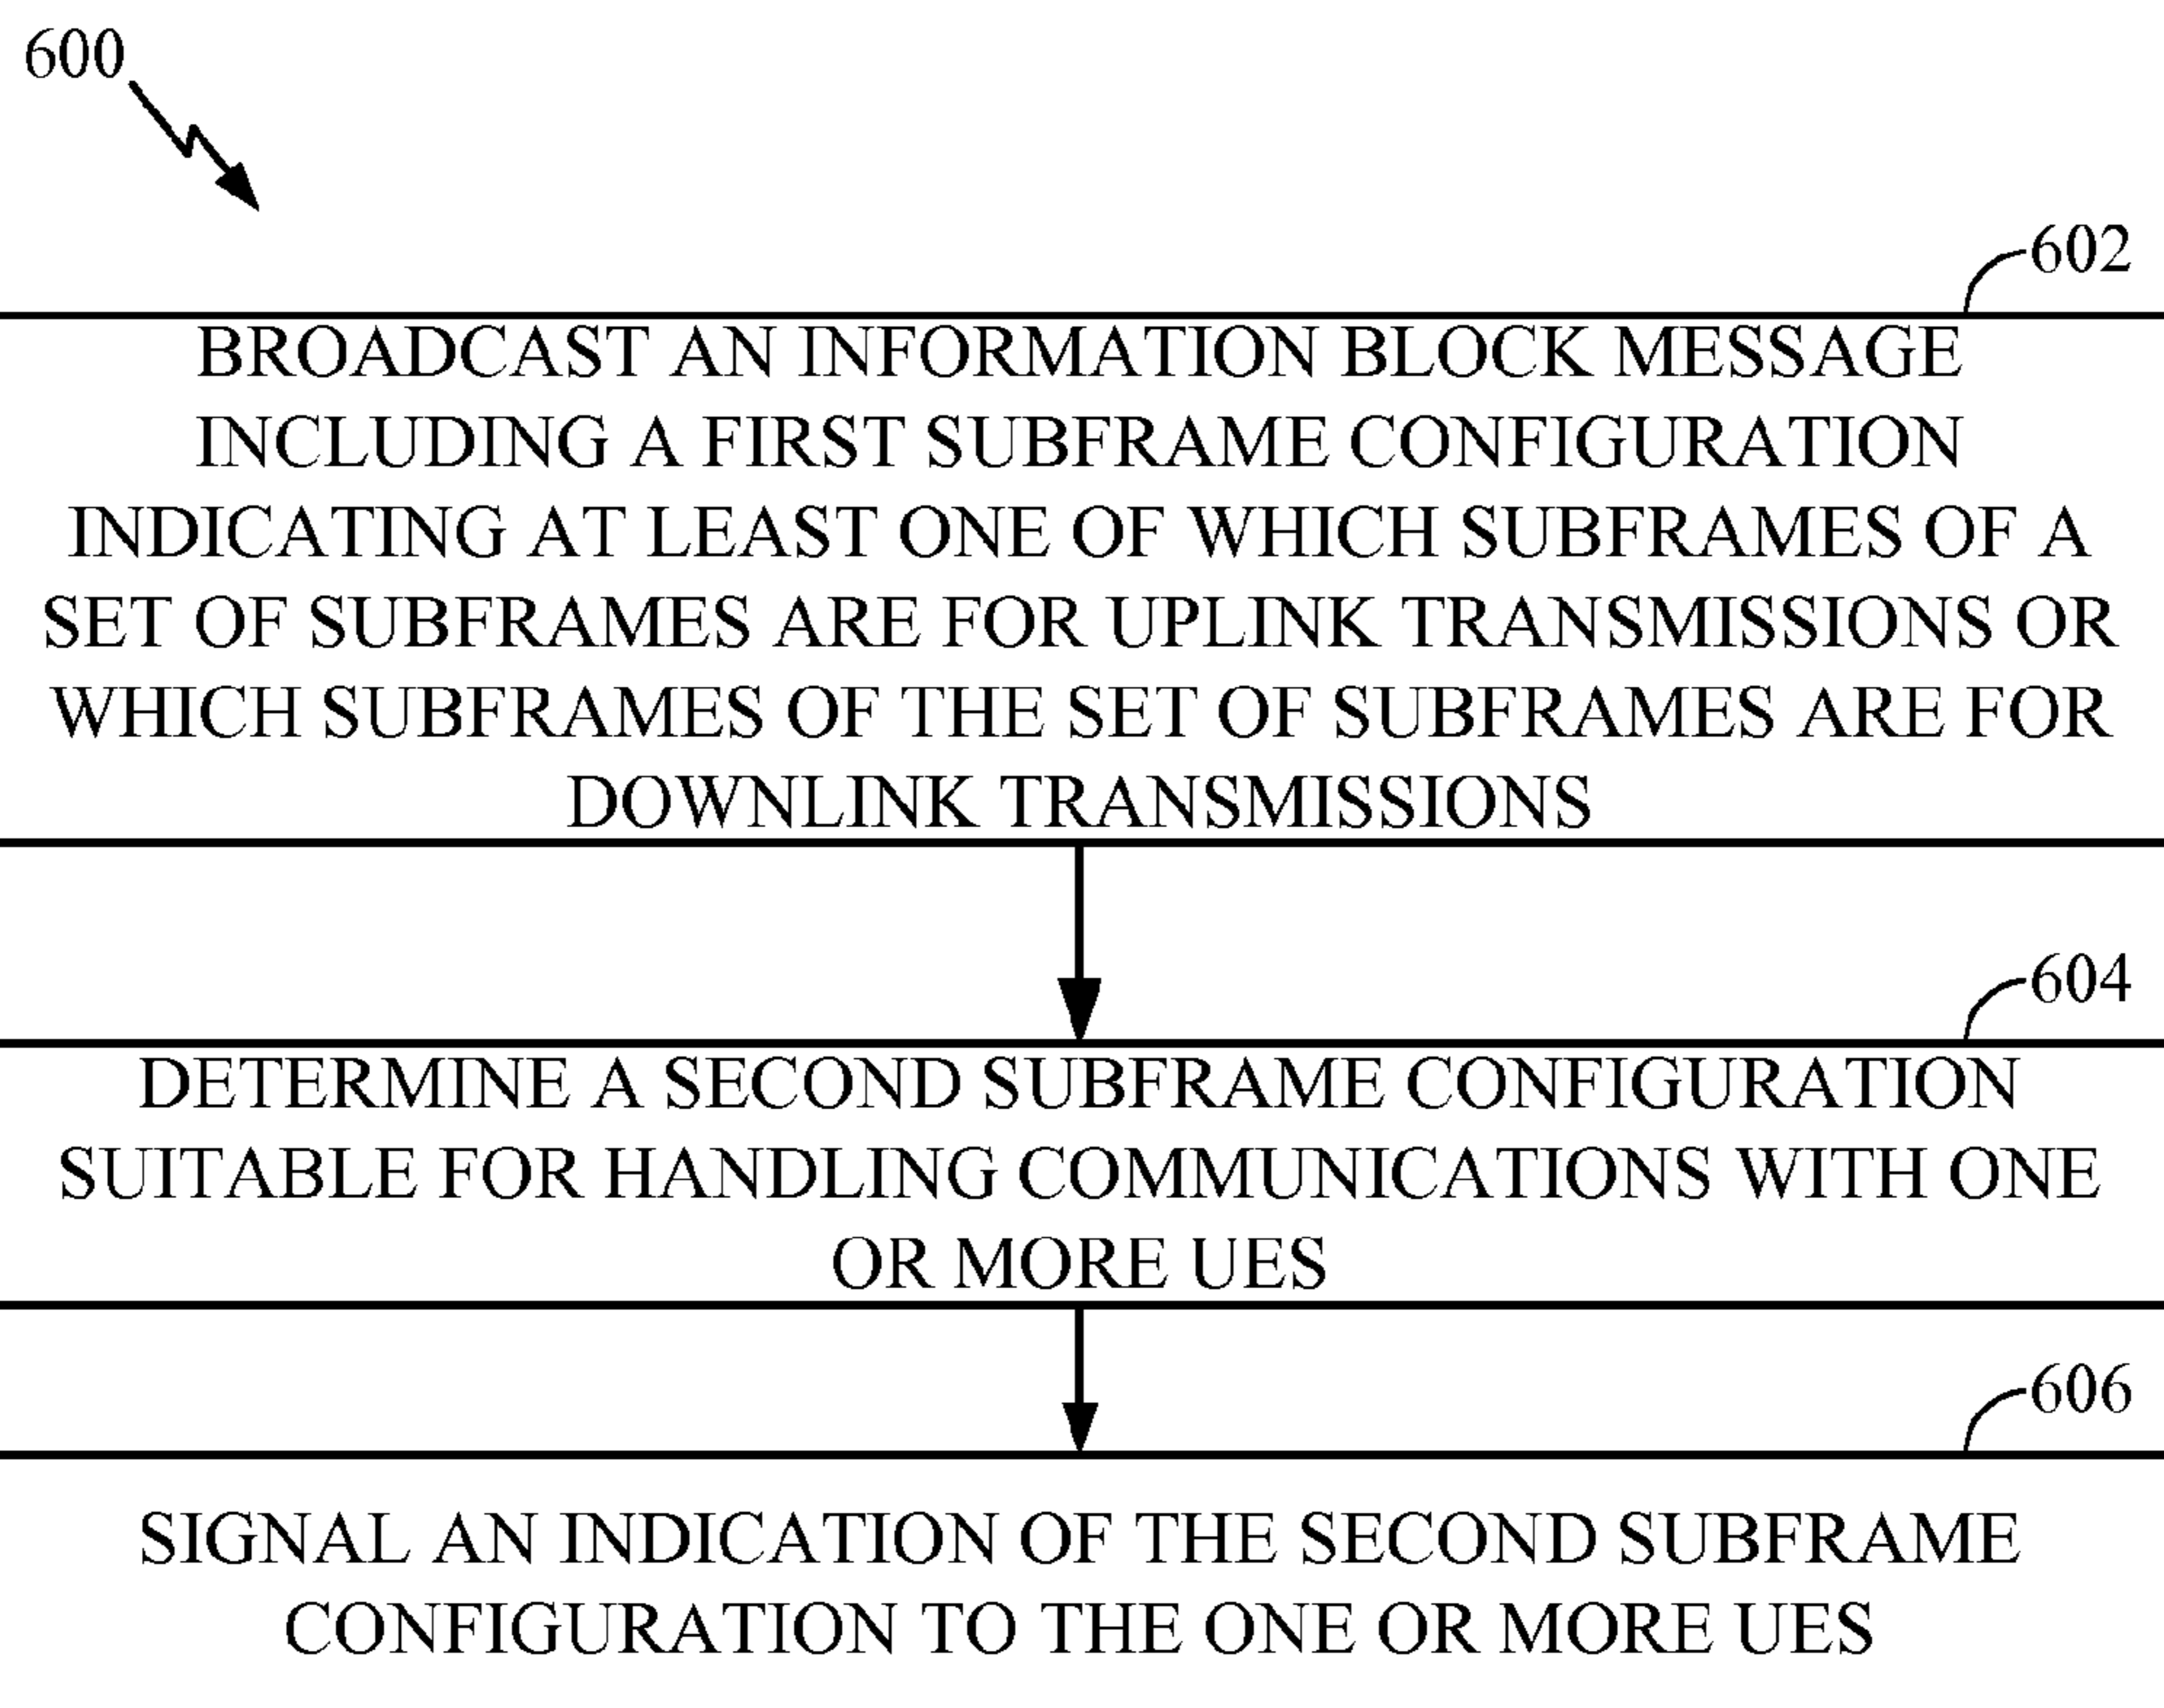 600
602
BROADCAST AN INFORMATION BLOCK MESSAGE
INCLUDING A FIRST SUBFRAME CONFIGURATION
INDICATING AT LEAST ONE OF WHICH SUBFRAMES OF A
SET OF SUBFRAMES ARE FOR UPLINK TRANSMISSIONS OR
WHICH SUBFRAMES OF THE SET OF SUBFRAMES ARE FOR
DOWNLINK TRANSMISSIONS
604
DETERMINE A SECOND SUBFRAME CONFIGURATION
SUITABLE FOR HANDLING COMMUNICATIONS WITH ONE
OR MORE UES
606
SIGNAL AN INDICATION OF THE SECOND SUBFRAME
CONFIGURATION TO THE ONE OR MORE UES